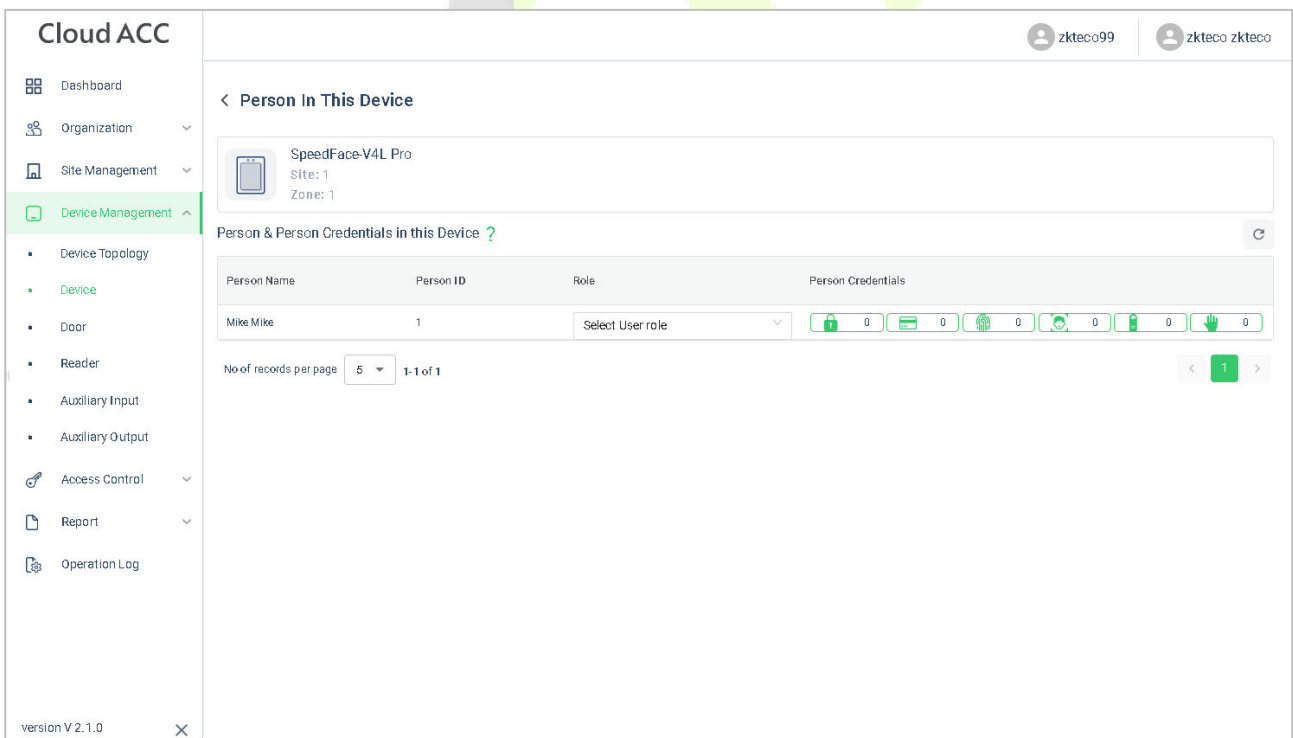 Cloud ACC
zkteco99
zkteco zkteco
Dashboard
Organization
Site Management
Device Management
Device Topology
Device
Door
Reader
Auxiliary Input
Auxiliary Output
Access Control
Report
Operation Log
version V 2.1.0
< Person In This Device
SpeedFace-V4L Pro
Site: 1
Zone: 1
Person & Person Credentials in this Device ?
Person Name Person ID Role Person Credentials
Mike Mike 1 Select User role 0 0 0 0 0 0
No of records per page 5 1-1 of 1 < 1 >